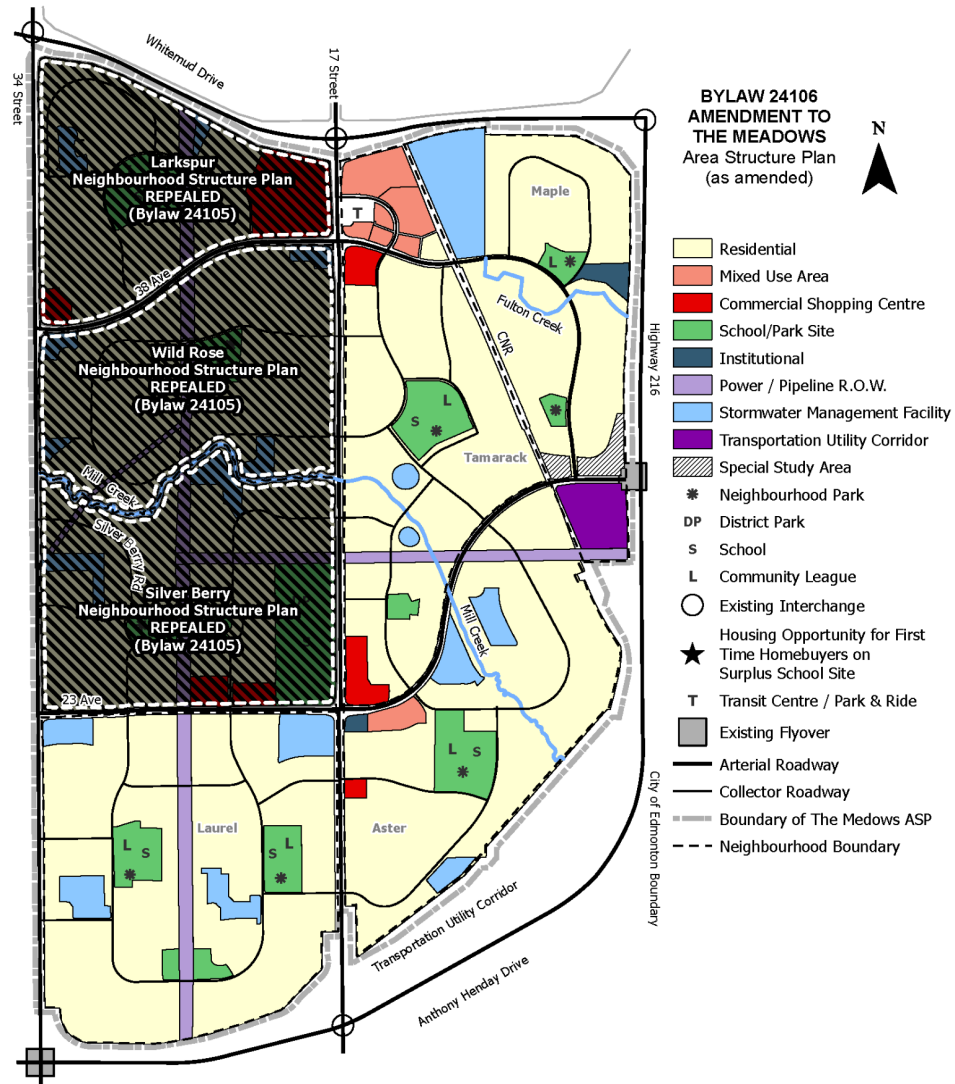 Whitemud Drive
34 Street
17 Street
BYLAW 24106
AMENDMENT TO
THE MEADOWS
Area Structure Plan
(as amended)
N
Larkspur
Neighbourhood Structure Plan
REPEALED
(Bylaw 24105)
T
Maple
L
38 Ave
Fulton Creek
CNR
Highway 216
Wild Rose
Neighbourhood Structure Plan
REPEALED
(Bylaw 24105)
L
S
Tamarack
Mill Creek
Silver Berry Rd
Silver Berry
Neighbourhood Structure Plan
REPEALED
(Bylaw 24105)
Mill Creek
23 Ave
L S
Laurel
Aster
L
S
L
S
City of Edmonton Boundary
Transportation Utility Corridor
Anthony Henday Drive
Residential
Mixed Use Area
Commercial Shopping Centre
School/Park Site
Institutional
Power / Pipeline R.O.W.
Stormwater Management Facility
Transportation Utility Corridor
Special Study Area
Neighbourhood Park
DP District Park
S School
L Community League
Existing Interchange
Housing Opportunity for First
Time Homebuyers on
Surplus School Site
T Transit Centre / Park & Ride
Existing Flyover
Arterial Roadway
Collector Roadway
Boundary of The Medows ASP
Neighbourhood Boundary